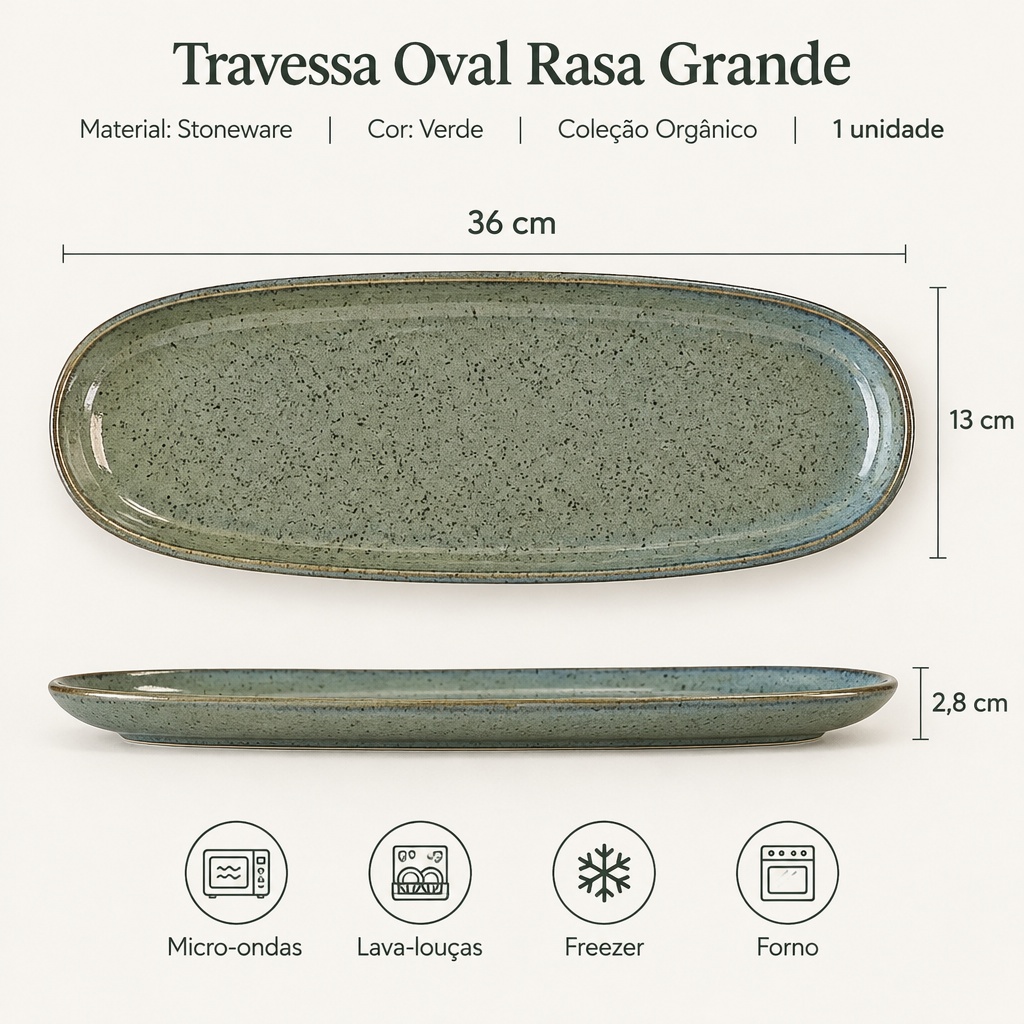 Travessa Oval Rasa Grande
Material: Stoneware | Cor: Verde | Coleção Orgânico | 1 unidade
36 cm
13 cm
2,8 cm
Micro-ondas Lava-louças Freezer Forno